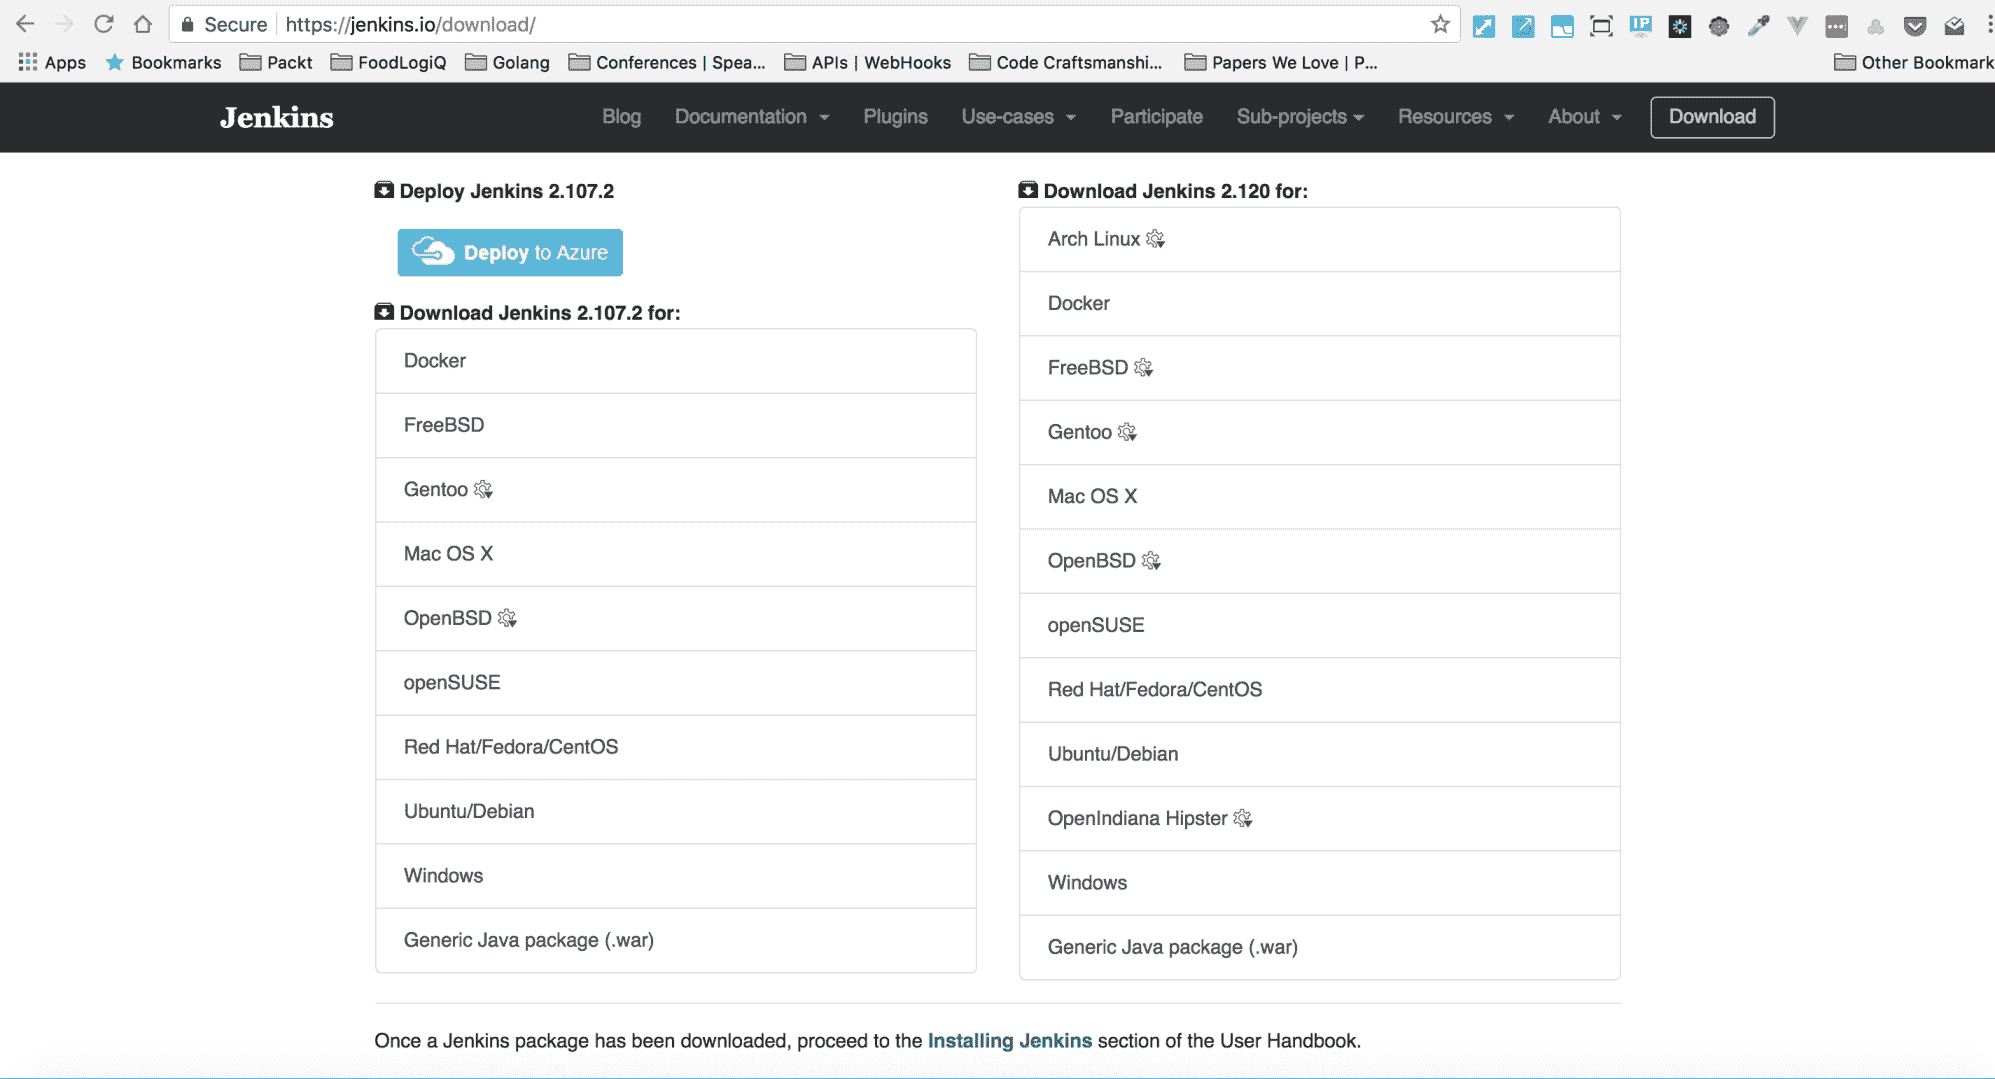 Secure https://jenkins.io/download/
IP
Apps Bookmarks Packt FoodLogiQ Golang Conferences | Spea... APIs | WebHooks Code Craftsmanshi... Papers We Love | P... Other Bookmark
Jenkins Blog Documentation Plugins Use-cases Participate Sub-projects Resources About Download
Deploy Jenkins 2.107.2
Deploy to Azure
Download Jenkins 2.107.2 for:
Docker
FreeBSD
Gentoo
Mac OS X
OpenBSD
openSUSE
Red Hat/Fedora/CentOS
Ubuntu/Debian
Windows
Generic Java package (.war)
Download Jenkins 2.120 for:
Arch Linux
Docker
FreeBSD
Gentoo
Mac OS X
OpenBSD
openSUSE
Red Hat/Fedora/CentOS
Ubuntu/Debian
OpenIndiana Hipster
Windows
Generic Java package (.war)
Once a Jenkins package has been downloaded, proceed to the Installing Jenkins section of the User Handbook.